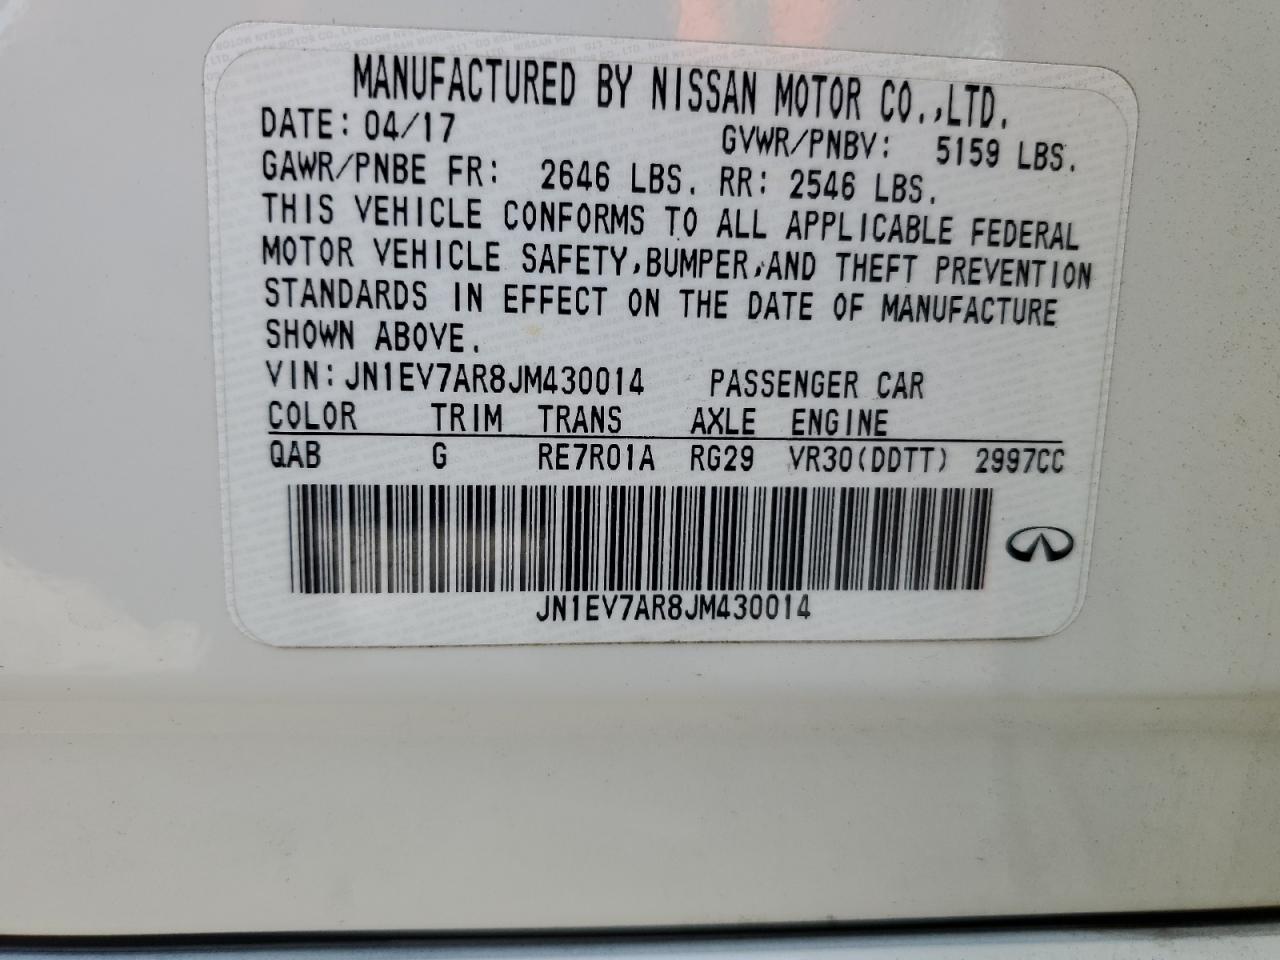 MANUFACTURED BY NISSAN MOTOR CO.,LTD.
DATE: 04/17 GVWR/PNBV: 5159 LBS.
GAWR/PNBE FR: 2646 LBS. RR: 2546 LBS.
THIS VEHICLE CONFORMS TO ALL APPLICABLE FEDERAL
MOTOR VEHICLE SAFETY,BUMPER,AND THEFT PREVENTION
STANDARDS IN EFFECT ON THE DATE OF MANUFACTURE
SHOWN ABOVE.
VIN: JN1EV7AR8JM430014 PASSENGER CAR
COLOR TRIM TRANS AXLE ENGINE
QAB G RE7R01A RG29 VR30(DDTT) 2997CC
JN1EV7AR8JM430014